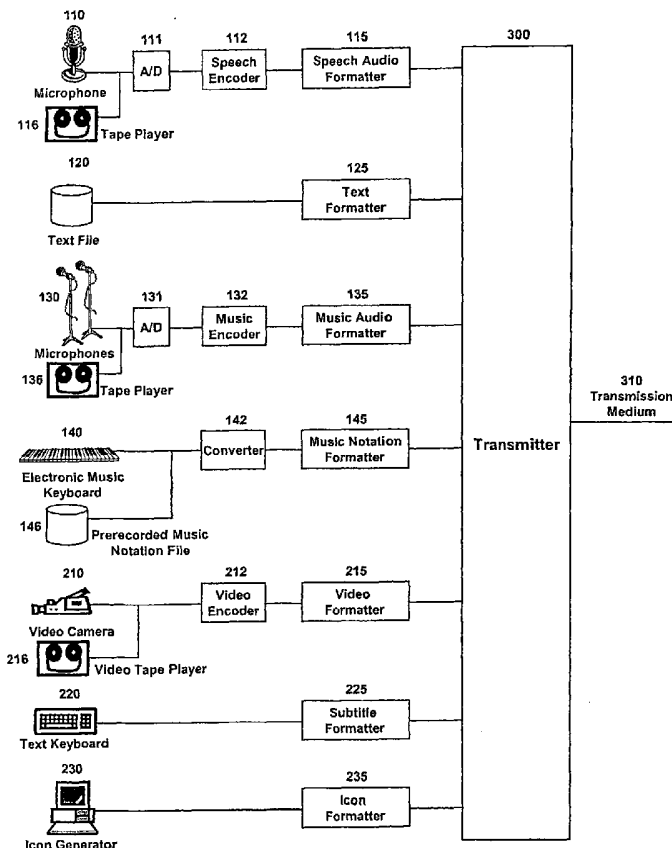 110
111
112
115
300
A/D
Speech
Encoder
Speech Audio
Formatter
Microphone
116
Tape Player
120
125
Text
Formatter
Text File
130
131
132
135
A/D
Music
Encoder
Music Audio
Formatter
Microphones
136
Tape Player
310
Transmission
Medium
140
142
145
Converter
Music Notation
Formatter
Transmitter
Electronic Music
Keyboard
146
Prerecorded Music
Notation File
210
212
215
Video
Encoder
Video
Formatter
Video Camera
216
Video Tape Player
220
225
Subtitle
Formatter
Text Keyboard
230
235
Icon
Formatter
Icon Generator